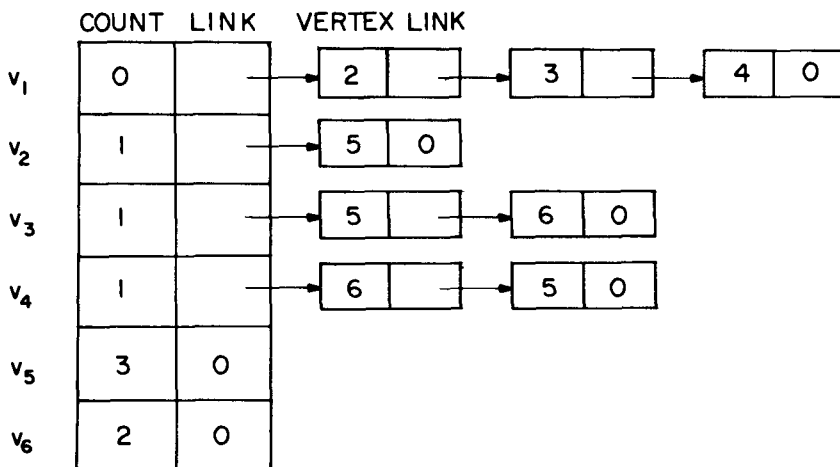 COUNT LINK VERTEX LINK
v1 0 2 3 4 0
v2 1 5 0
v3 1 5 6 0
v4 1 6 5 0
v5 3 0
v6 2 0